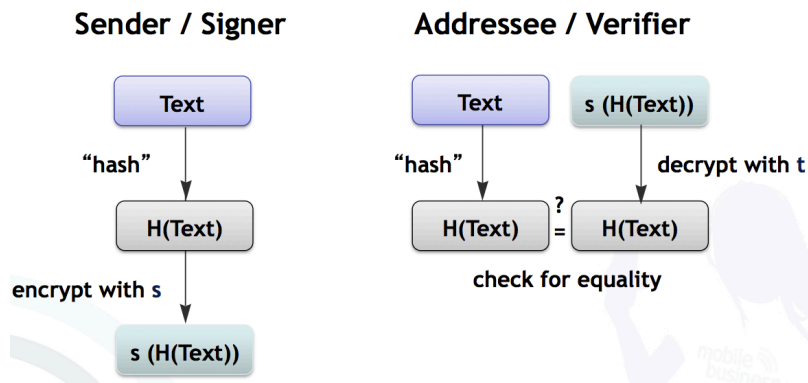 Sender / Signer
Text
“hash”
H(Text)
encrypt with s
s (H(Text))
Addressee / Verifier
Text
s (H(Text))
“hash”
decrypt with t
H(Text)
?
=
H(Text)
check for equality
mobile
business